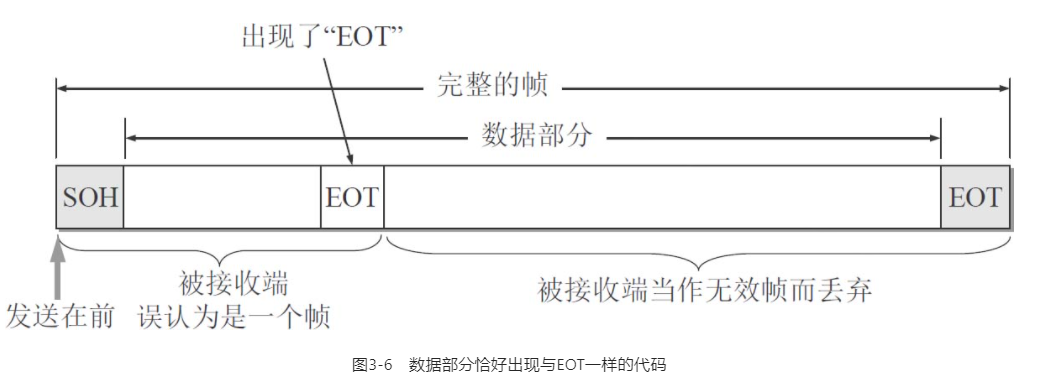 出现了“EOT”
完整的帧
数据部分
SOH
EOT
EOT
被接收端
误认为是一个帧
被接收端当作无效帧而丢弃
发送在前
图3-6 数据部分恰好出现与EOT一样的代码